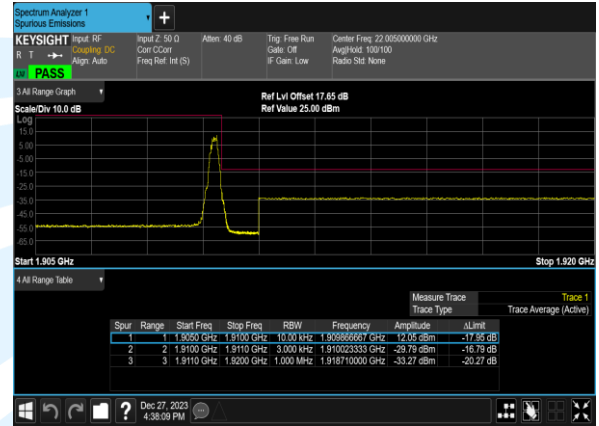 Spectrum Analyzer 1
Spurious Emissions
KEYSIGHT Input: RF Input Z: 50 Ω Atten: 40 dB Trig: Free Run Center Freq: 22.005000000 GHz
R T Coupling: DC Corr CCorr Gate: Off Avg|Hold: 100/100
Align: Auto Freq Ref: Int (S) IF Gain: Low Radio Std: None
PASS
3 All Range Graph
Ref Lvl Offset 17.65 dB
Scale/Div 10.0 dB Ref Value 25.00 dBm
Log
15.0
5.00
-5.00
-15.0
-25.0
-35.0
-45.0
-55.0
-65.0
Start 1.905 GHz Stop 1.920 GHz
4 All Range Table
Measure Trace Trace 1
Trace Type Trace Average (Active)
Spur Range Start Freq Stop Freq RBW Frequency Amplitude ΔLimit
1 1 1.9050 GHz 1.9100 GHz 10.00 kHz 1.909866667 GHz 12.05 dBm -17.95 dB
2 2 1.9100 GHz 1.9110 GHz 3.000 kHz 1.910023333 GHz -29.79 dBm -16.79 dB
3 3 1.9110 GHz 1.9200 GHz 1.000 MHz 1.918710000 GHz -33.27 dBm -20.27 dB
Dec 27, 2023
4:38:09 PM